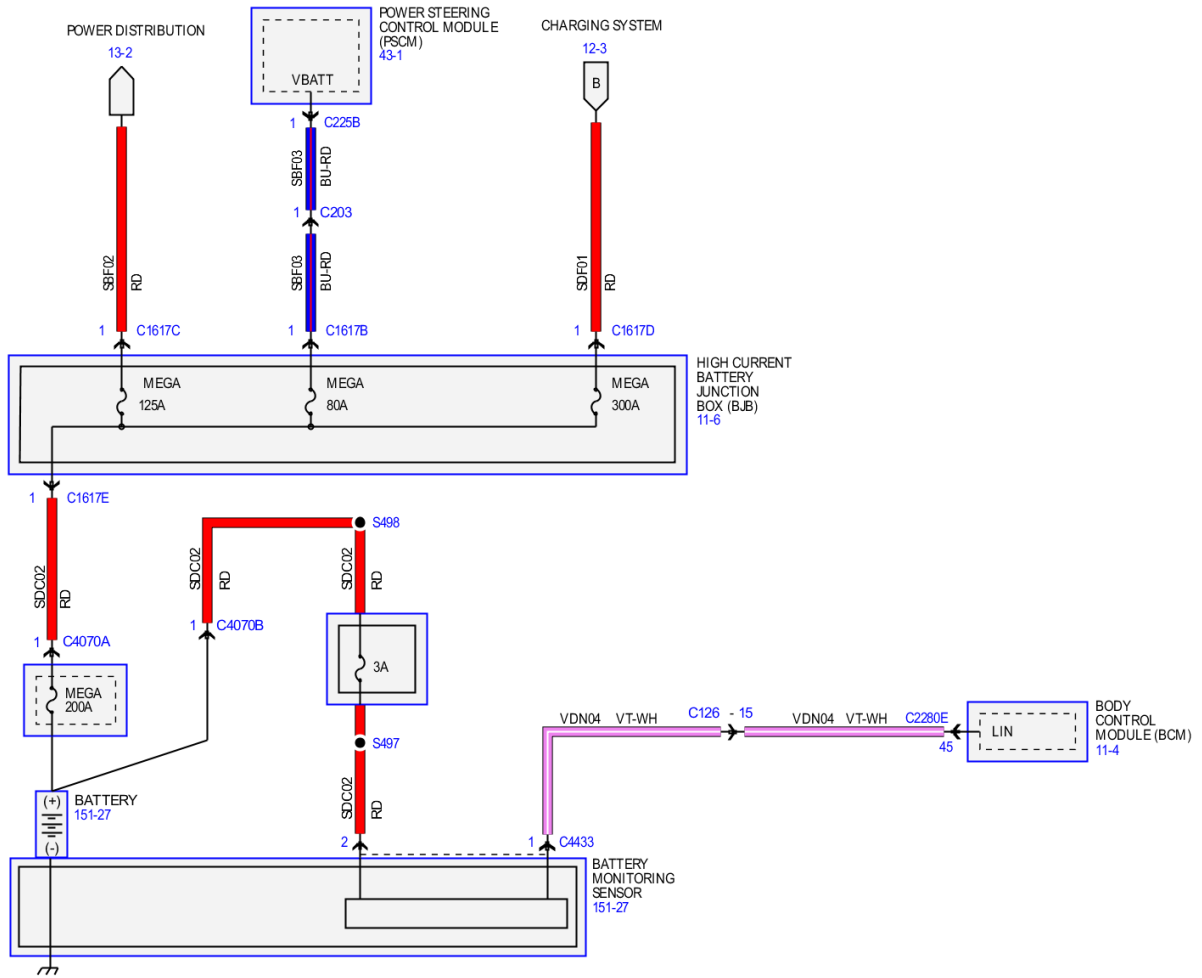 POWER DISTRIBUTION
13-2
POWER STEERING
CONTROL MODULE
(PSCM)
43-1
VBATT
CHARGING SYSTEM
12-3
B
1 C225B
SBF03
BU-RD
1 C203
SBF02
RD
SBF03
BU-RD
SDF01
RD
1 C1617C
1 C1617B
1 C1617D
MEGA
125A
MEGA
80A
MEGA
300A
HIGH CURRENT
BATTERY
JUNCTION
BOX (BJB)
11-6
1 C1617E
S498
SDC02
RD
SDC02
RD
SDC02
RD
1 C4070A
1 C4070B
MEGA
200A
3A
S497
SDC02
RD
VDN04 VT-WH
C126 - 15
VDN04 VT-WH
C2280E
45
LIN
BODY
CONTROL
MODULE (BCM)
11-4
(+)
(-)
BATTERY
151-27
2
1 C4433
BATTERY
MONITORING
SENSOR
151-27